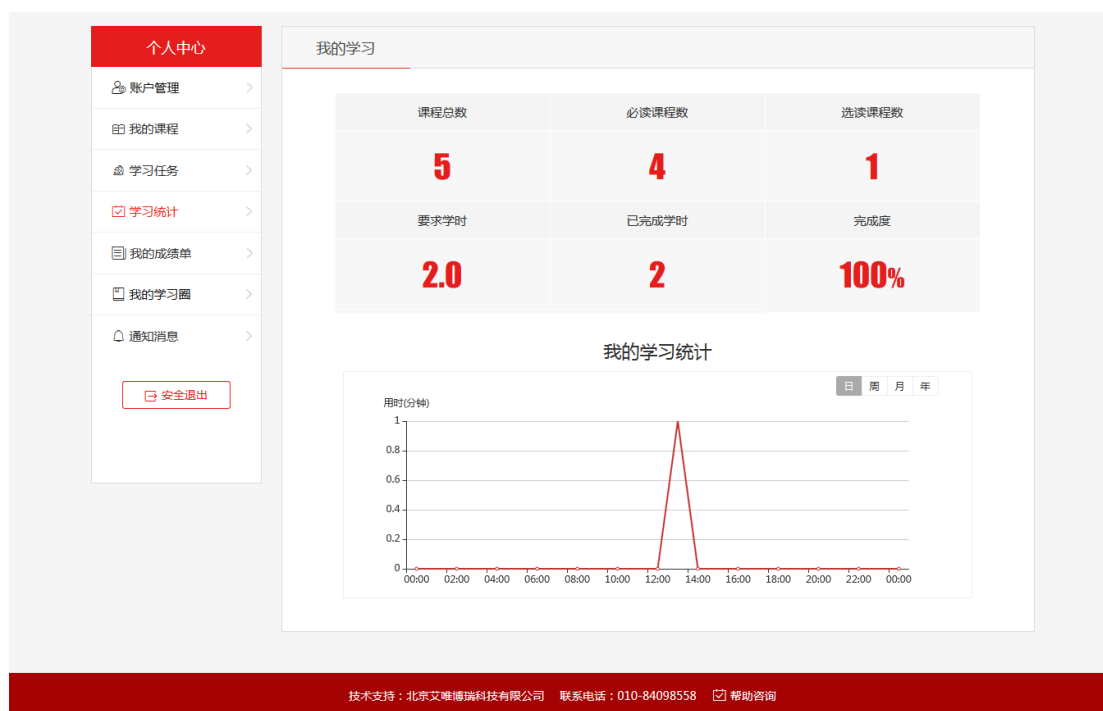 个人中心
账户管理
我的课程
学习任务
学习统计
我的成绩单
我的学习圈
通知消息
安全退出
我的学习
课程总数 必读课程数 选读课程数
5 4 1
要求学时 已完成学时 完成度
2.0 2 100%
我的学习统计
日 周 月 年
用时(分钟)
1
0.8
0.6
0.4
0.2
0
00:00 02:00 04:00 06:00 08:00 10:00 12:00 14:00 16:00 18:00 20:00 22:00 00:00
技术支持：北京艾唯博瑞科技有限公司 联系电话：010-84098558 帮助咨询